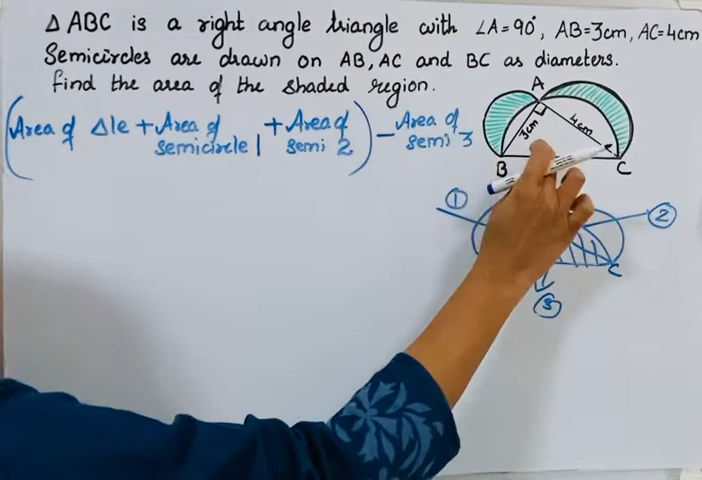 Δ ABC is a right angle triangle with ∠A=90°, AB=3cm, AC=4cm
Semicircles are drawn on AB, AC and BC as diameters.
find the area of the shaded region.
(Area of Δle + Area of semicircle 1 + Area of semi 2) - Area of semi 3
A
3cm
4cm
B
C
①
②
C
③